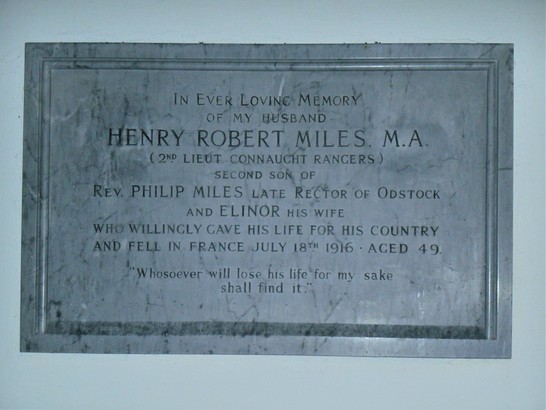 In Ever Loving Memory
of my husband
HENRY ROBERT MILES. M.A.
(2ND LIEUT CONNAUGHT RANGERS)
second son of
Rev. PHILIP MILES late Rector of Odstock
and ELINOR his wife
who willingly gave his life for his country
and fell in France July 18TH 1916 · aged 49.
"Whosoever will lose his life for my sake
shall find it."